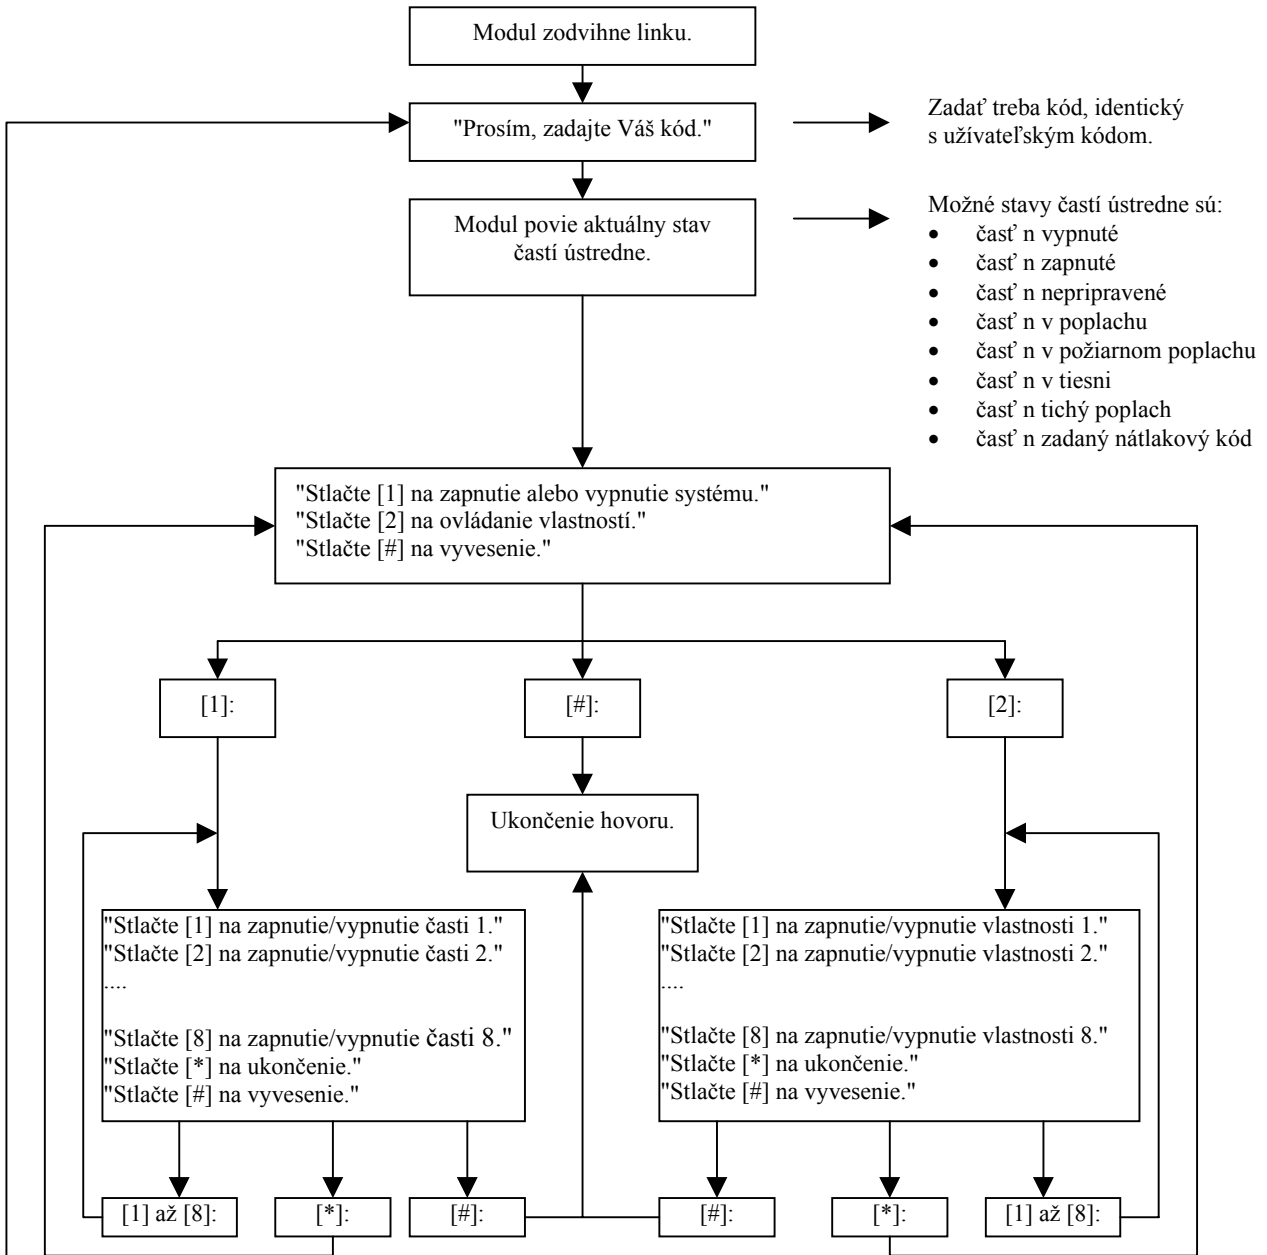 Modul zodvihne linku.
"Prosím, zadajte Váš kód."
Zadať treba kód, identický
s užívateľským kódom.
Modul povie aktuálny stav
častí ústredne.
Možné stavy častí ústredne sú:
• časť n vypnuté
• časť n zapnuté
• časť n nepripravené
• časť n v poplachu
• časť n v požiarnom poplachu
• časť n v tiesni
• časť n tichý poplach
• časť n zadaný nátlakový kód
"Stlačte [1] na zapnutie alebo vypnutie systému."
"Stlačte [2] na ovládanie vlastností."
"Stlačte [#] na vyvesenie."
[1]:
[#]:
[2]:
Ukončenie hovoru.
"Stlačte [1] na zapnutie/vypnutie časti 1."
"Stlačte [2] na zapnutie/vypnutie časti 2."
....
"Stlačte [8] na zapnutie/vypnutie časti 8."
"Stlačte [*] na ukončenie."
"Stlačte [#] na vyvesenie."
"Stlačte [1] na zapnutie/vypnutie vlastnosti 1."
"Stlačte [2] na zapnutie/vypnutie vlastnosti 2."
....
"Stlačte [8] na zapnutie/vypnutie vlastnosti 8."
"Stlačte [*] na ukončenie."
"Stlačte [#] na vyvesenie."
[1] až [8]:
[*]:
[#]:
[#]:
[*]:
[1] až [8]: